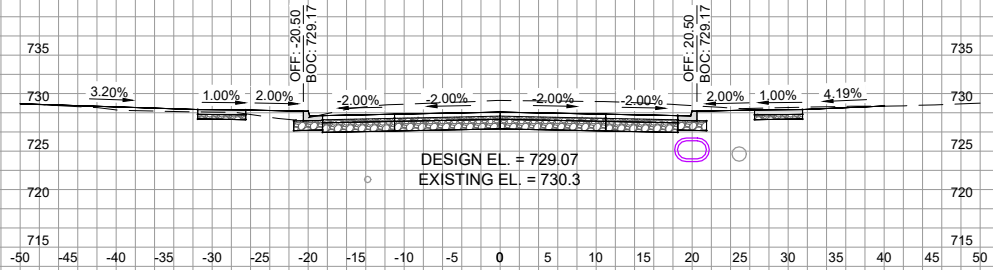 OFF: -20.50
BOC: 729.17
OFF: 20.50
BOC: 729.17
735
735
730
3.20%
1.00%
2.00%
-2.00%
-2.00%
-2.00%
-2.00%
2.00%
1.00%
4.19%
730
725
725
DESIGN EL. = 729.07
EXISTING EL. = 730.3
720
720
715
715
-50 -45 -40 -35 -30 -25 -20 -15 -10 -5 0 5 10 15 20 25 30 35 40 45 50